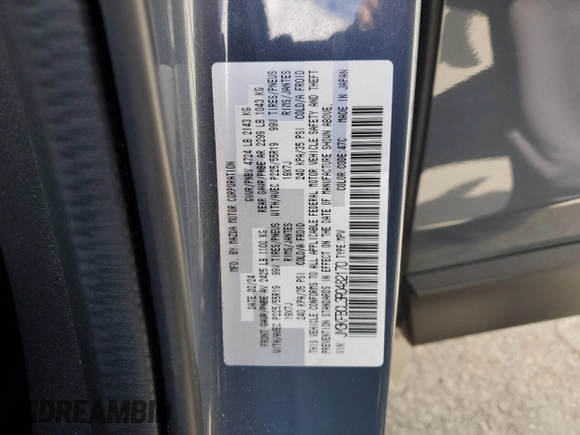 MFD. BY MAZDA MOTOR CORPORATION
DATE: 02/24 GVWR/PNBV 4724 LB 2143 KG
FRONT GAWR/PNBE AV 2425 LB 1100 KG REAR GAWR/PNBE AR 2299 LB 1043 KG
WITH/AVEC P225/55R19 99V TIRES/PNEUS WITH/AVEC P225/55R19 99V TIRES/PNEUS
19X7J RIMS/JANTES 19X7J RIMS/JANTES
240 KPA/35 PSI COLD/A FROID 240 KPA/35 PSI COLD/A FROID
THIS VEHICLE CONFORMS TO ALL APPLICABLE FEDERAL MOTOR VEHICLE SAFETY AND THEFT
PREVENTION STANDARDS IN EFFECT ON THE DATE OF MANUFACTURE SHOWN ABOVE.
VIN: TYPE:MPV COLOR CODE:47C MADE IN JAPAN
IDREAMBID